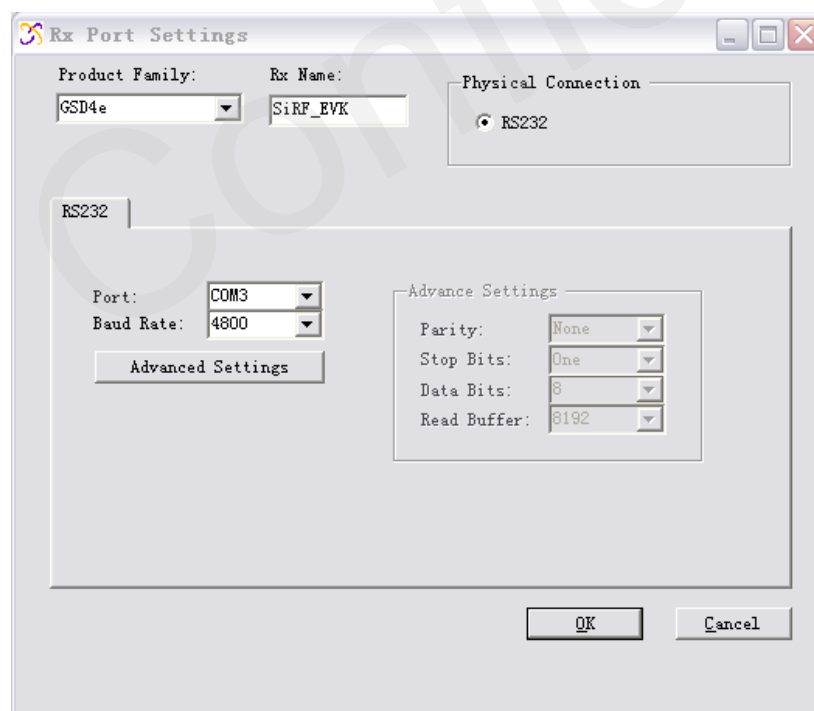 Rx Port Settings
Product Family:
GSD4e
Rx Name:
SiRF_EVK
Physical Connection
RS232
RS232
Port:
COM3
Baud Rate:
4800
Advanced Settings
Advance Settings
Parity:
None
Stop Bits:
One
Data Bits:
8
Read Buffer:
8192
OK
Cancel